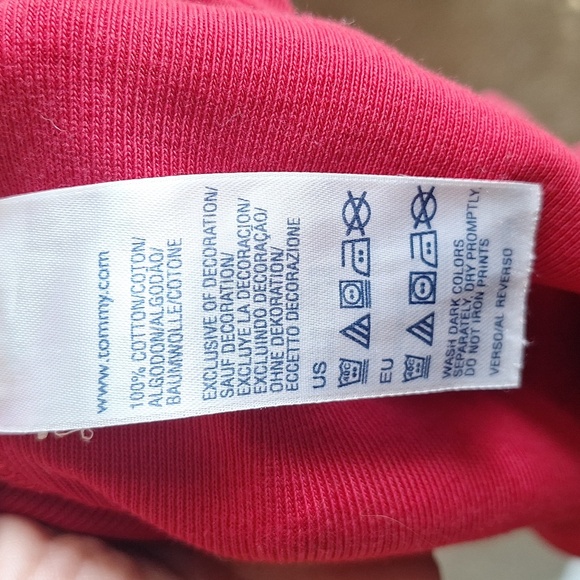 www.tommy.com
100% COTTON/COTON/
ALGODON/ALGODÃO/
BAUMWOLLE/COTONE
EXCLUSIVE OF DECORATION/
SAUF DECORATION/
EXCLUYE LA DECORACION/
EXCLUINDO DECORAÇÃO/
OHNE DEKORATION/
ECCETTO DECORAZIONE
US
EU
WASH DARK COLORS
SEPARATELY, DRY PROMPTLY,
DO NOT IRON PRINTS
VERSO/AL REVERSO